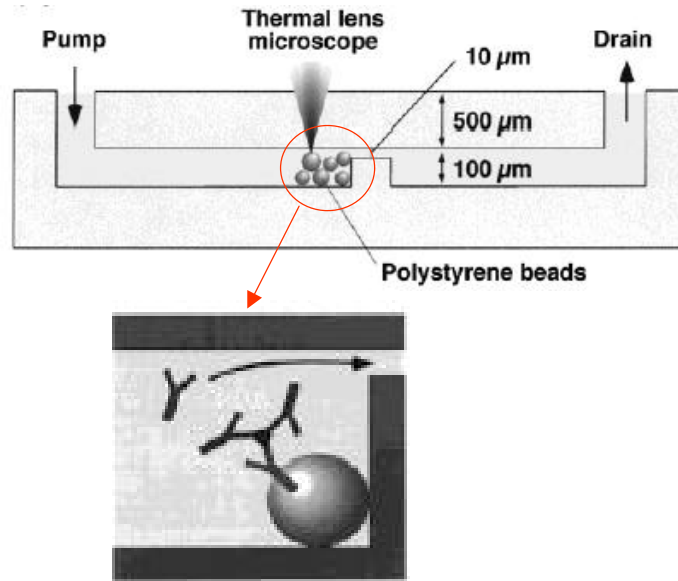 Pump
Thermal lens
microscope
Drain
10 µm
500 µm
100 µm
Polystyrene beads